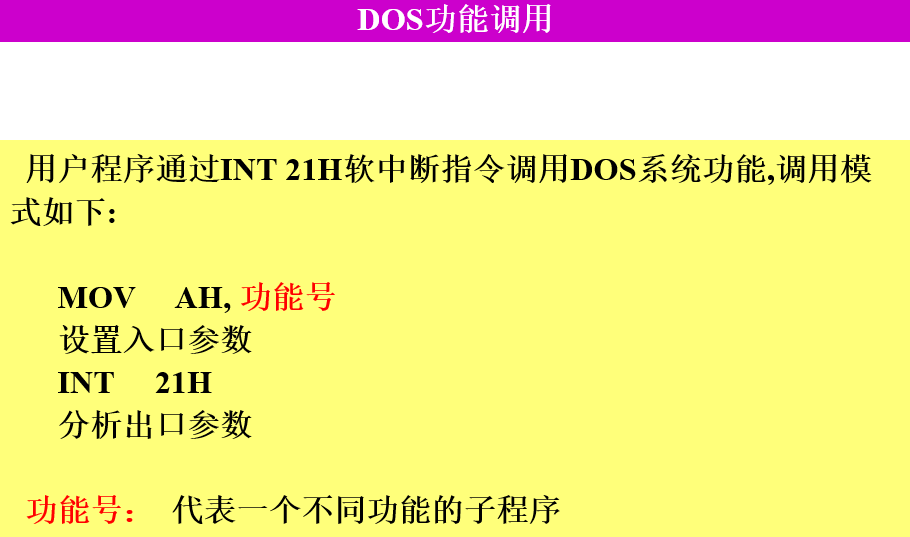 DOS功能调用
用户程序通过INT 21H软中断指令调用DOS系统功能,调用模
式如下：
MOV AH, 功能号
设置入口参数
INT 21H
分析出口参数
功能号： 代表一个不同功能的子程序